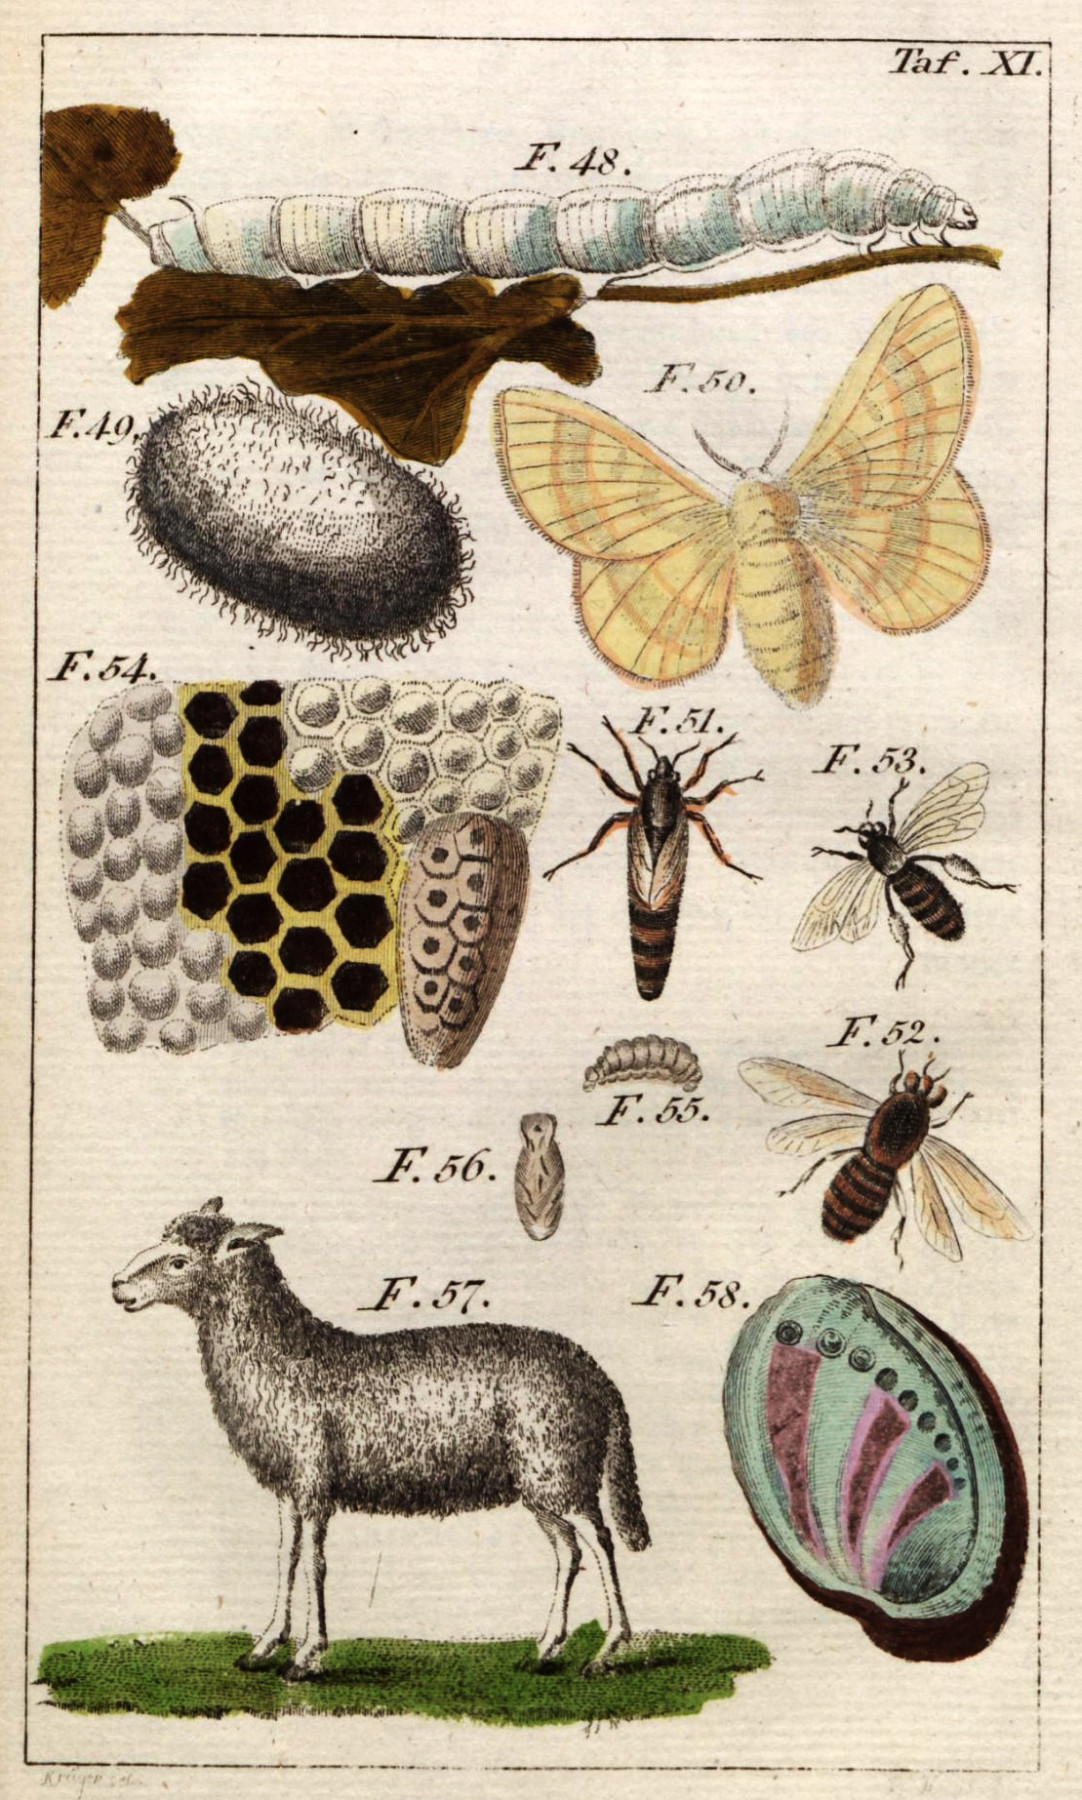 Taf. XI.
F. 48.
F. 49.
F. 50.
F. 54.
F. 51.
F. 53.
F. 52.
F. 55.
F. 56.
F. 57.
F. 58.